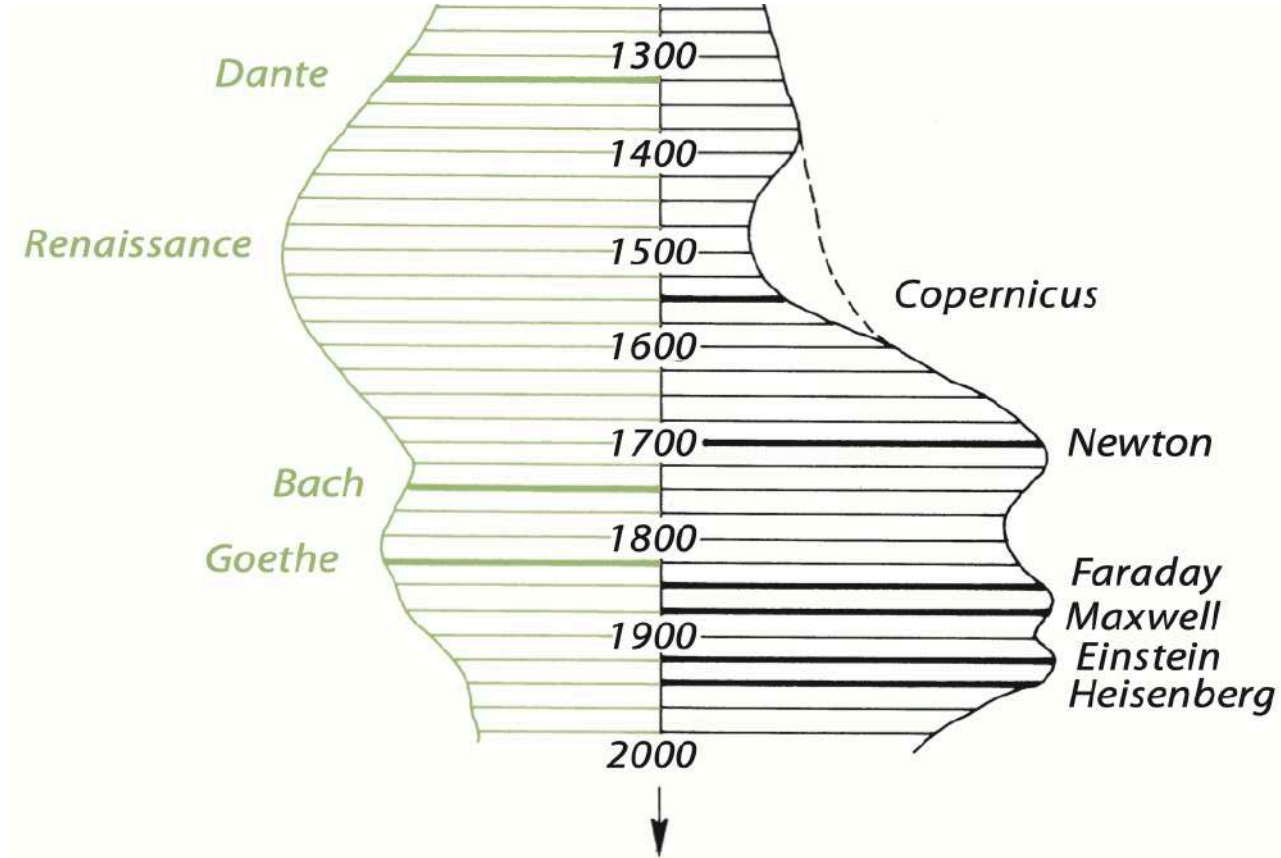 1300
Dante
1400
Renaissance
1500
Copernicus
1600
1700
Newton
Bach
1800
Goethe
Faraday
Maxwell
1900
Einstein
Heisenberg
2000